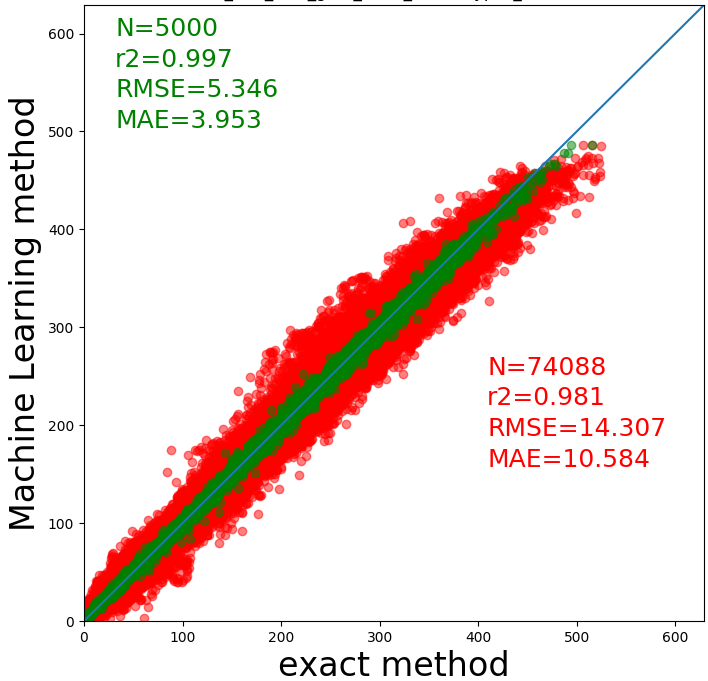 N=5000
r2=0.997
RMSE=5.346
MAE=3.953
N=74088
r2=0.981
RMSE=14.307
MAE=10.584
Machine Learning method
600
500
400
300
200
100
0
0 100 200 300 400 500 600
exact method